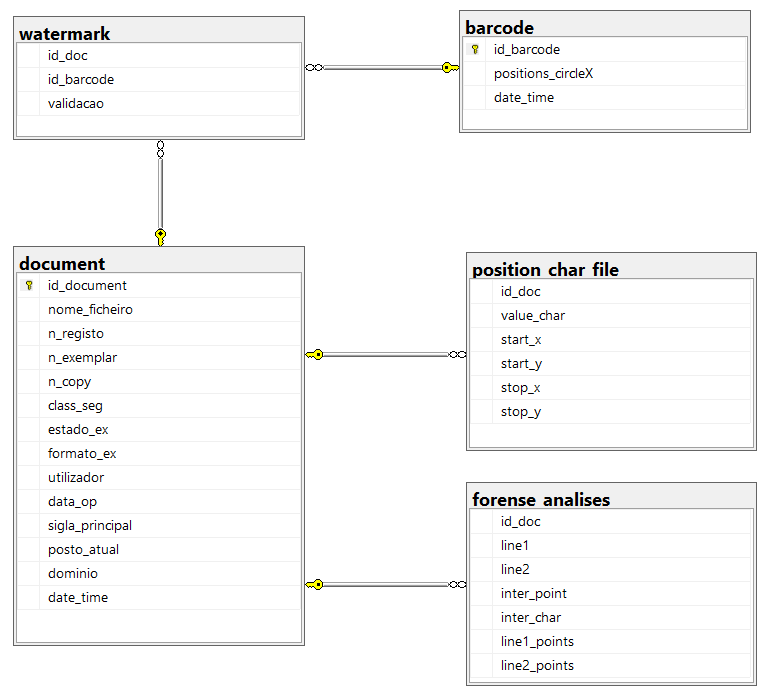 watermark
id_doc
id_barcode
validacao
barcode
id_barcode
positions_circleX
date_time
document
id_document
nome_ficheiro
n_registo
n_exemplar
n_copy
class_seg
estado_ex
formato_ex
utilizador
data_op
sigla_principal
posto_atual
dominio
date_time
position_char_file
id_doc
value_char
start_x
start_y
stop_x
stop_y
forense_analises
id_doc
line1
line2
inter_point
inter_char
line1_points
line2_points